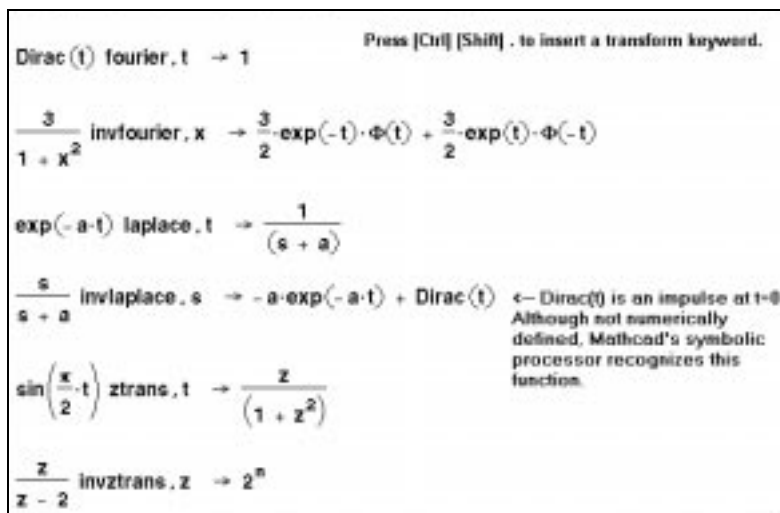 Press [Ctrl] [Shift] . to insert a transform keyword.
Dirac(t) fourier,t → 1
3/(1 + x^2) invfourier,x → 3/2·exp(-t)·Φ(t) + 3/2·exp(t)·Φ(-t)
exp(-a·t) laplace,t → 1/(s + a)
s/(s + a) invlaplace,s → -a·exp(-a·t) + Dirac(t)
<-- Dirac(t) is an impulse at t=0
Although not numerically
defined, Mathcad's symbolic
processor recognizes this
function.
sin(π/2·t) ztrans,t → z/(1 + z^2)
z/(z - 2) invztrans,z → 2^n